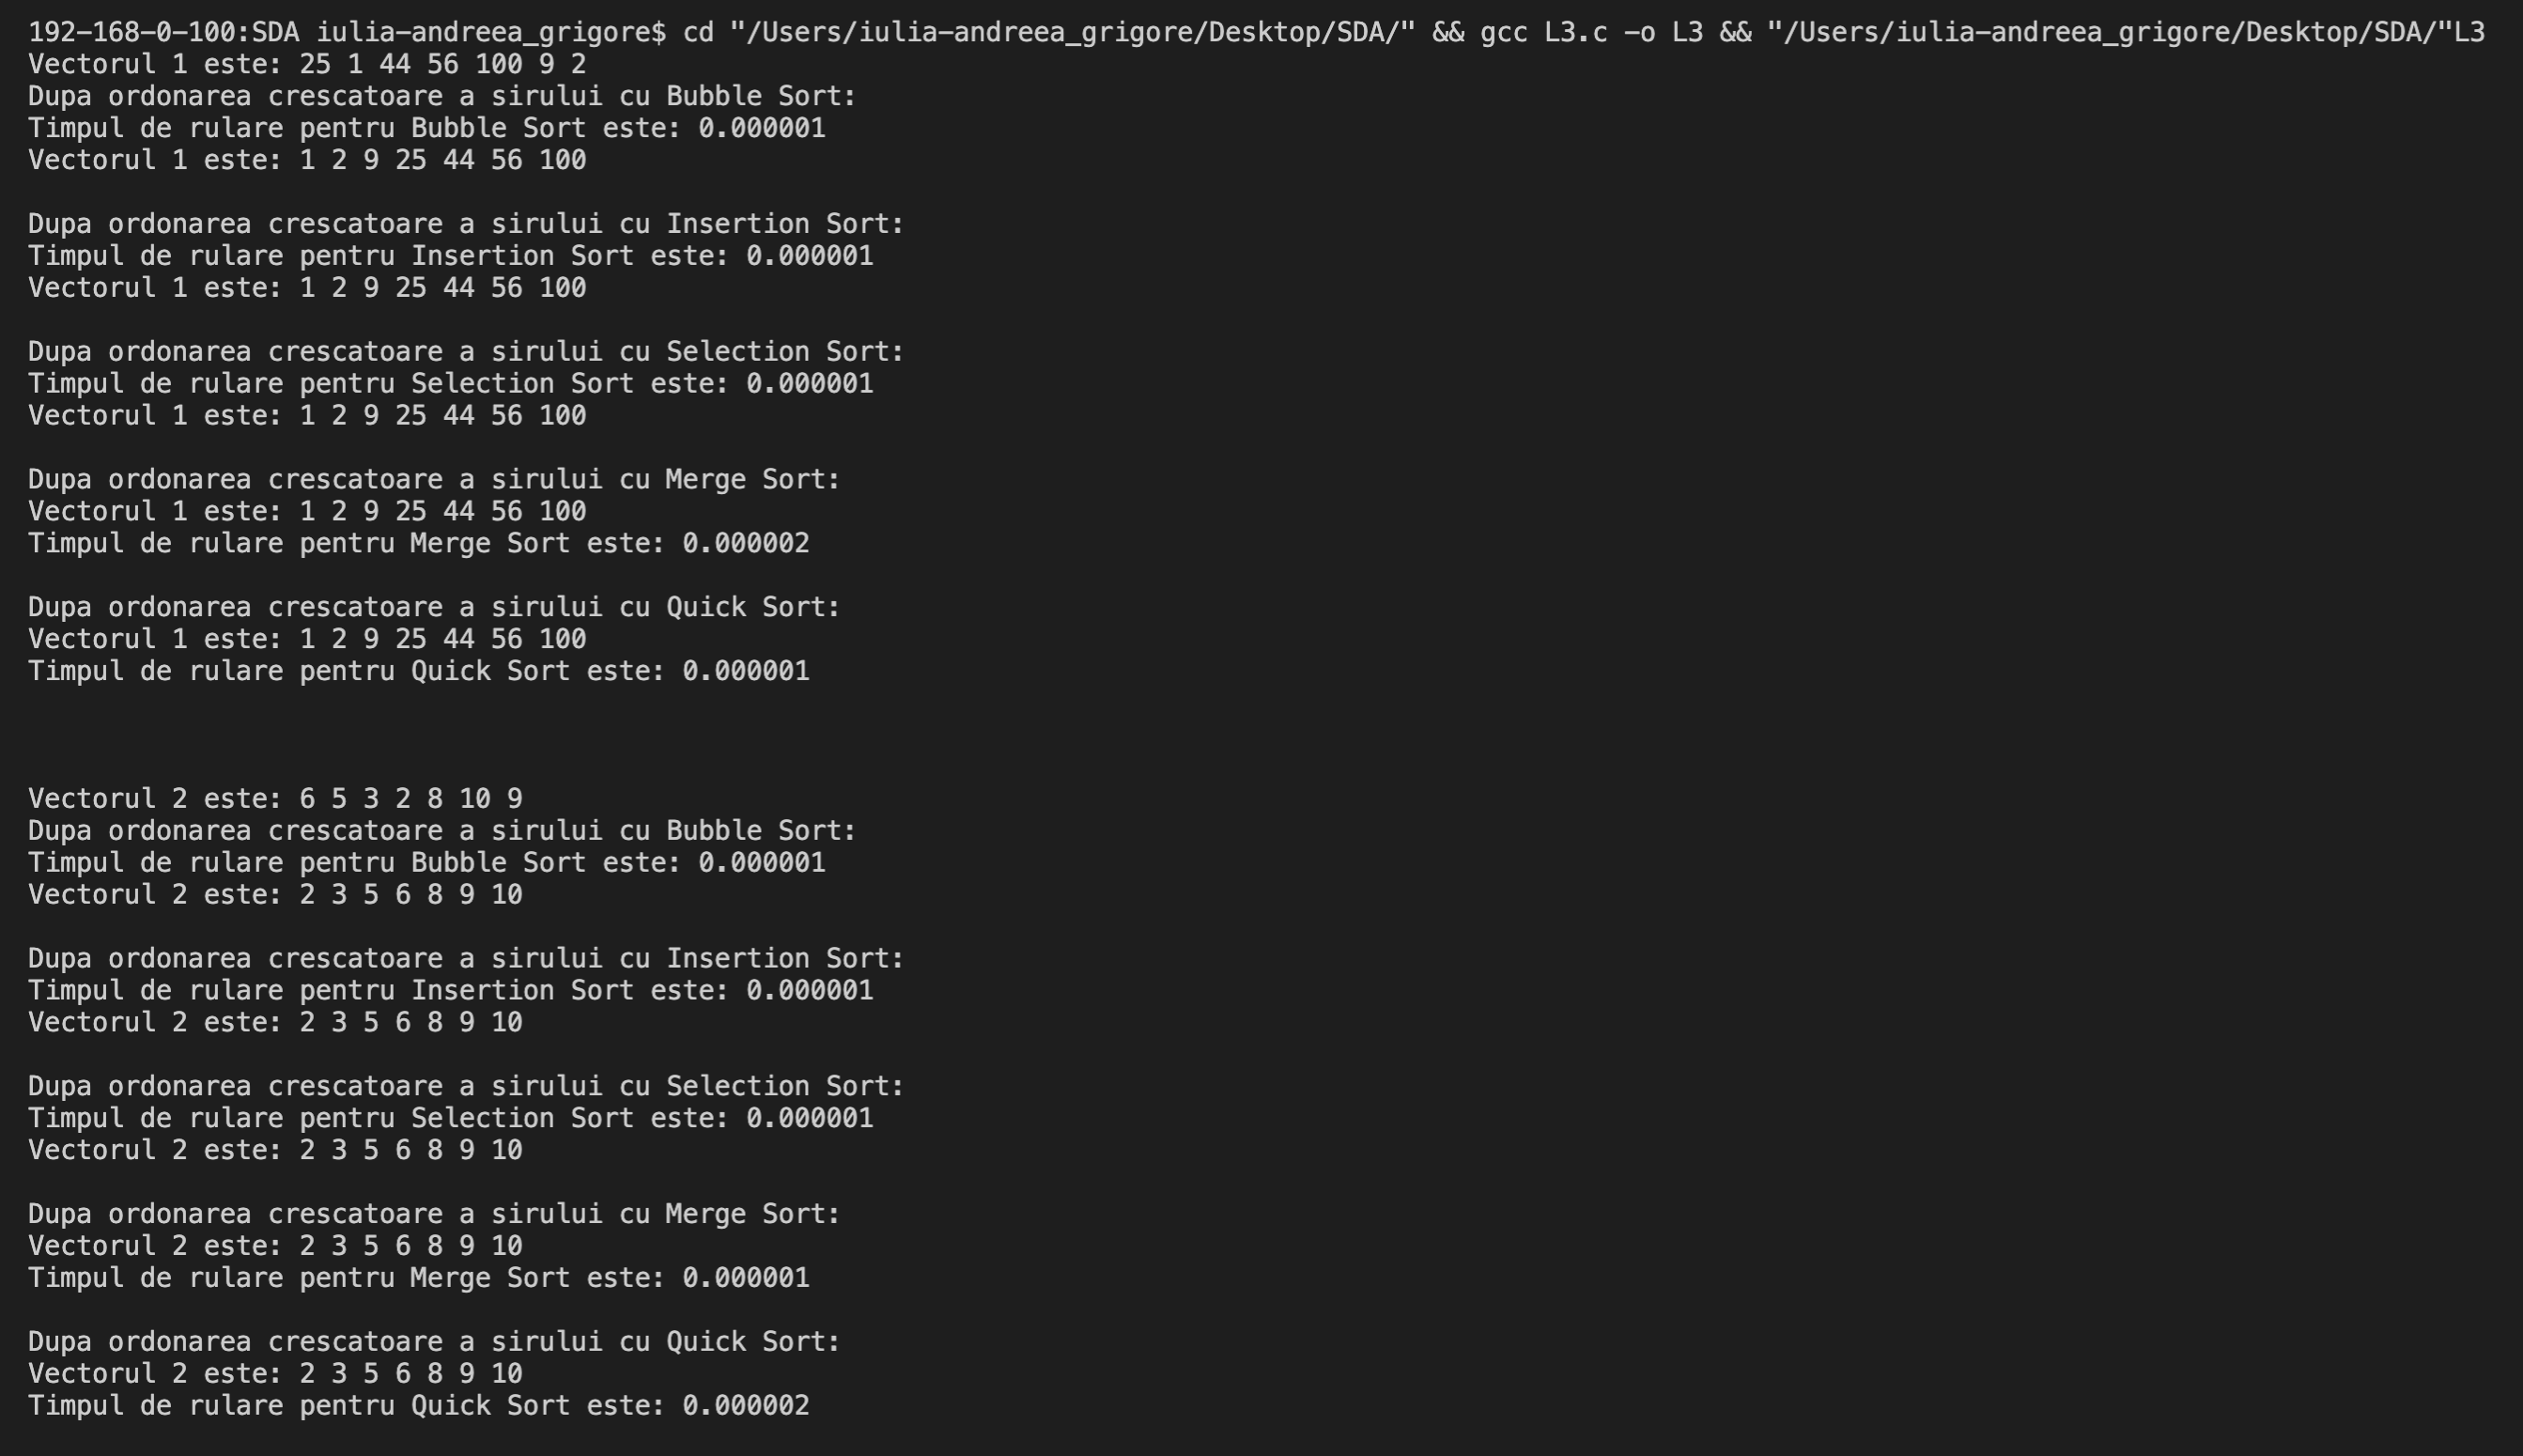 192-168-0-100:SDA iulia-andreea_grigore$ cd "/Users/iulia-andreea_grigore/Desktop/SDA/" && gcc L3.c -o L3 && "/Users/iulia-andreea_grigore/Desktop/SDA/"L3
Vectorul 1 este: 25 1 44 56 100 9 2
Dupa ordonarea crescatoare a sirului cu Bubble Sort:
Timpul de rulare pentru Bubble Sort este: 0.000001
Vectorul 1 este: 1 2 9 25 44 56 100
Dupa ordonarea crescatoare a sirului cu Insertion Sort:
Timpul de rulare pentru Insertion Sort este: 0.000001
Vectorul 1 este: 1 2 9 25 44 56 100
Dupa ordonarea crescatoare a sirului cu Selection Sort:
Timpul de rulare pentru Selection Sort este: 0.000001
Vectorul 1 este: 1 2 9 25 44 56 100
Dupa ordonarea crescatoare a sirului cu Merge Sort:
Vectorul 1 este: 1 2 9 25 44 56 100
Timpul de rulare pentru Merge Sort este: 0.000002
Dupa ordonarea crescatoare a sirului cu Quick Sort:
Vectorul 1 este: 1 2 9 25 44 56 100
Timpul de rulare pentru Quick Sort este: 0.000001
Vectorul 2 este: 6 5 3 2 8 10 9
Dupa ordonarea crescatoare a sirului cu Bubble Sort:
Timpul de rulare pentru Bubble Sort este: 0.000001
Vectorul 2 este: 2 3 5 6 8 9 10
Dupa ordonarea crescatoare a sirului cu Insertion Sort:
Timpul de rulare pentru Insertion Sort este: 0.000001
Vectorul 2 este: 2 3 5 6 8 9 10
Dupa ordonarea crescatoare a sirului cu Selection Sort:
Timpul de rulare pentru Selection Sort este: 0.000001
Vectorul 2 este: 2 3 5 6 8 9 10
Dupa ordonarea crescatoare a sirului cu Merge Sort:
Vectorul 2 este: 2 3 5 6 8 9 10
Timpul de rulare pentru Merge Sort este: 0.000001
Dupa ordonarea crescatoare a sirului cu Quick Sort:
Vectorul 2 este: 2 3 5 6 8 9 10
Timpul de rulare pentru Quick Sort este: 0.000002